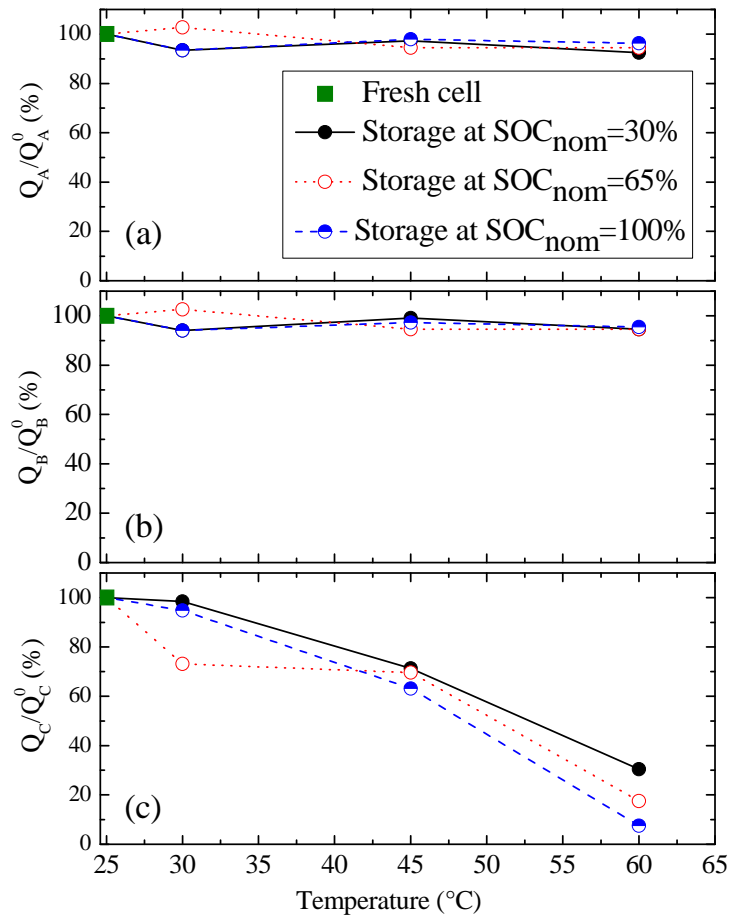 100
80
60
40
20
0
Q_A/Q_A^0 (%)
(a)
Fresh cell
Storage at SOC_nom=30%
Storage at SOC_nom=65%
Storage at SOC_nom=100%
100
80
60
40
20
0
Q_B/Q_B^0 (%)
(b)
100
80
60
40
20
0
Q_C/Q_C^0 (%)
(c)
25 30 35 40 45 50 55 60 65
Temperature (°C)